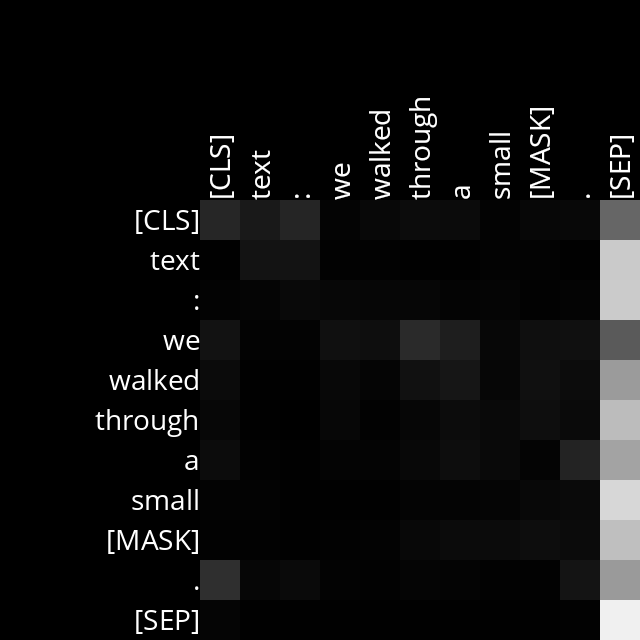 [CLS] text : we walked through a small [MASK] . [SEP]
[CLS]
text
:
we
walked
through
a
small
[MASK]
.
[SEP]